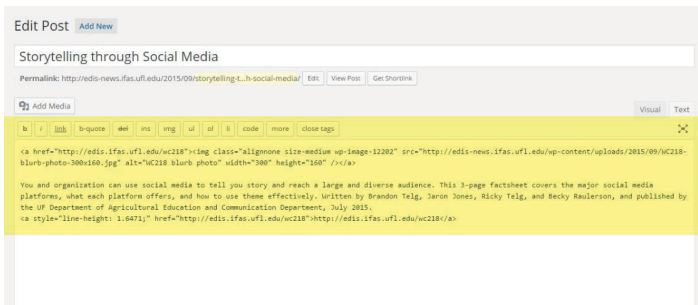 Edit Post Add New
Storytelling through Social Media
Permalink: http://edis-news.ifas.ufl.edu/2015/09/storytelling-t...h-social-media/ Edit View Post Get Shortlink
Add Media Visual Text
b i link b-quote del ins img ul ol li code more close tags
<a href="http://edis.ifas.ufl.edu/wc218"><img class="alignnone size-medium wp-image-12202" src="http://edis-news.ifas.ufl.edu/wp-content/uploads/2015/09/WC218-
blurb-photo-300x160.jpg" alt="WC218 blurb photo" width="300" height="160" /></a>
You and organization can use social media to tell you story and reach a large and diverse audience. This 3-page factsheet covers the major social media
platforms, what each platform offers, and how to use theme effectively. Written by Brandon Telg, Jaron Jones, Ricky Telg, and Becky Raulerson, and published by
the UF Department of Agricultural Education and Communication Department, July 2015.
<a style="line-height: 1.6471;" href="http://edis.ifas.ufl.edu/wc218">http://edis.ifas.ufl.edu/wc218</a>